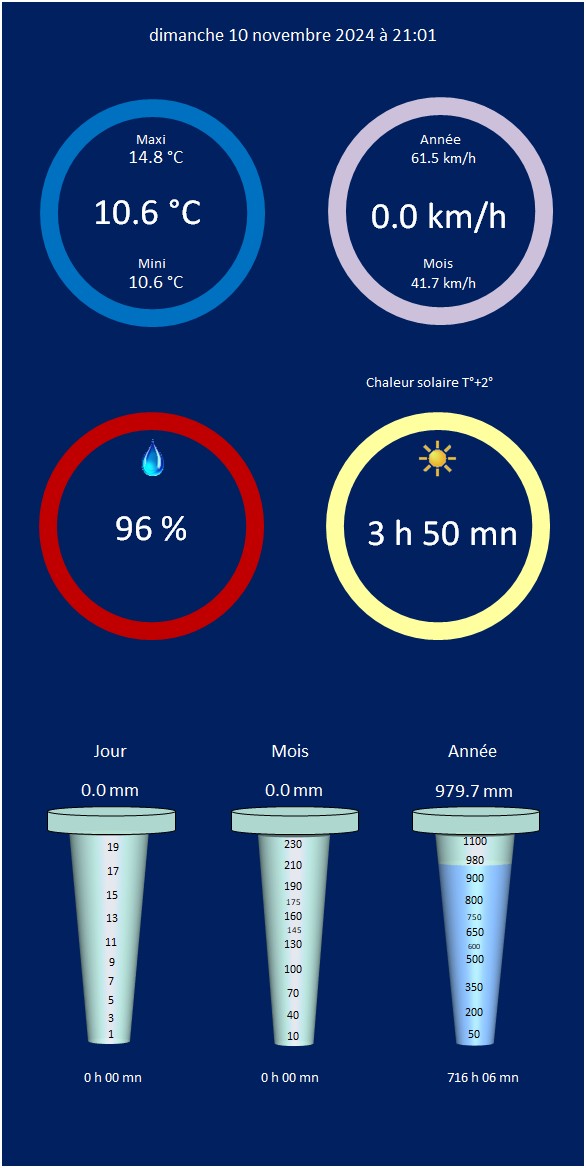 dimanche 10 novembre 2024 à 21:01
Maxi
14.8 °C
10.6 °C
Mini
10.6 °C
Année
61.5 km/h
0.0 km/h
Mois
41.7 km/h
96 %
Chaleur solaire T°+2°
3 h 50 mn
Jour
0.0 mm
19
17
15
13
11
9
7
5
3
1
0 h 00 mn
Mois
0.0 mm
230
210
190
175
160
145
130
100
70
40
10
0 h 00 mn
Année
979.7 mm
1100
980
900
800
750
650
600
500
350
200
50
716 h 06 mn